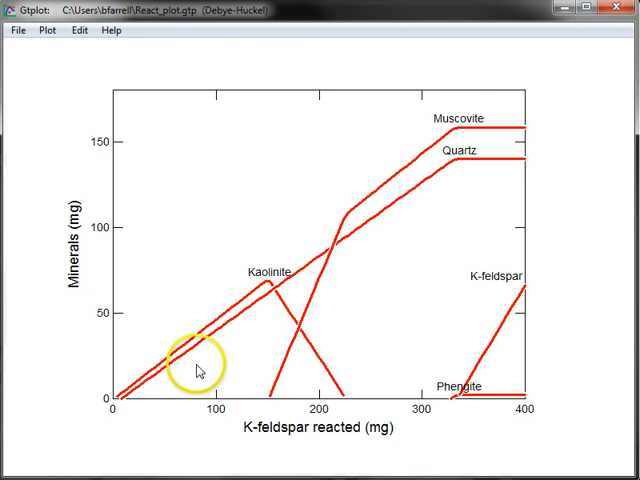 Gtplot: C:\Users\bfarrell\React_plot.gtp (Debye-Huckel)
File Plot Edit Help
Muscovite
150
Quartz
Minerals (mg)
100
Kaolinite
K-feldspar
50
Phengite
0
0 100 200 300 400
K-feldspar reacted (mg)